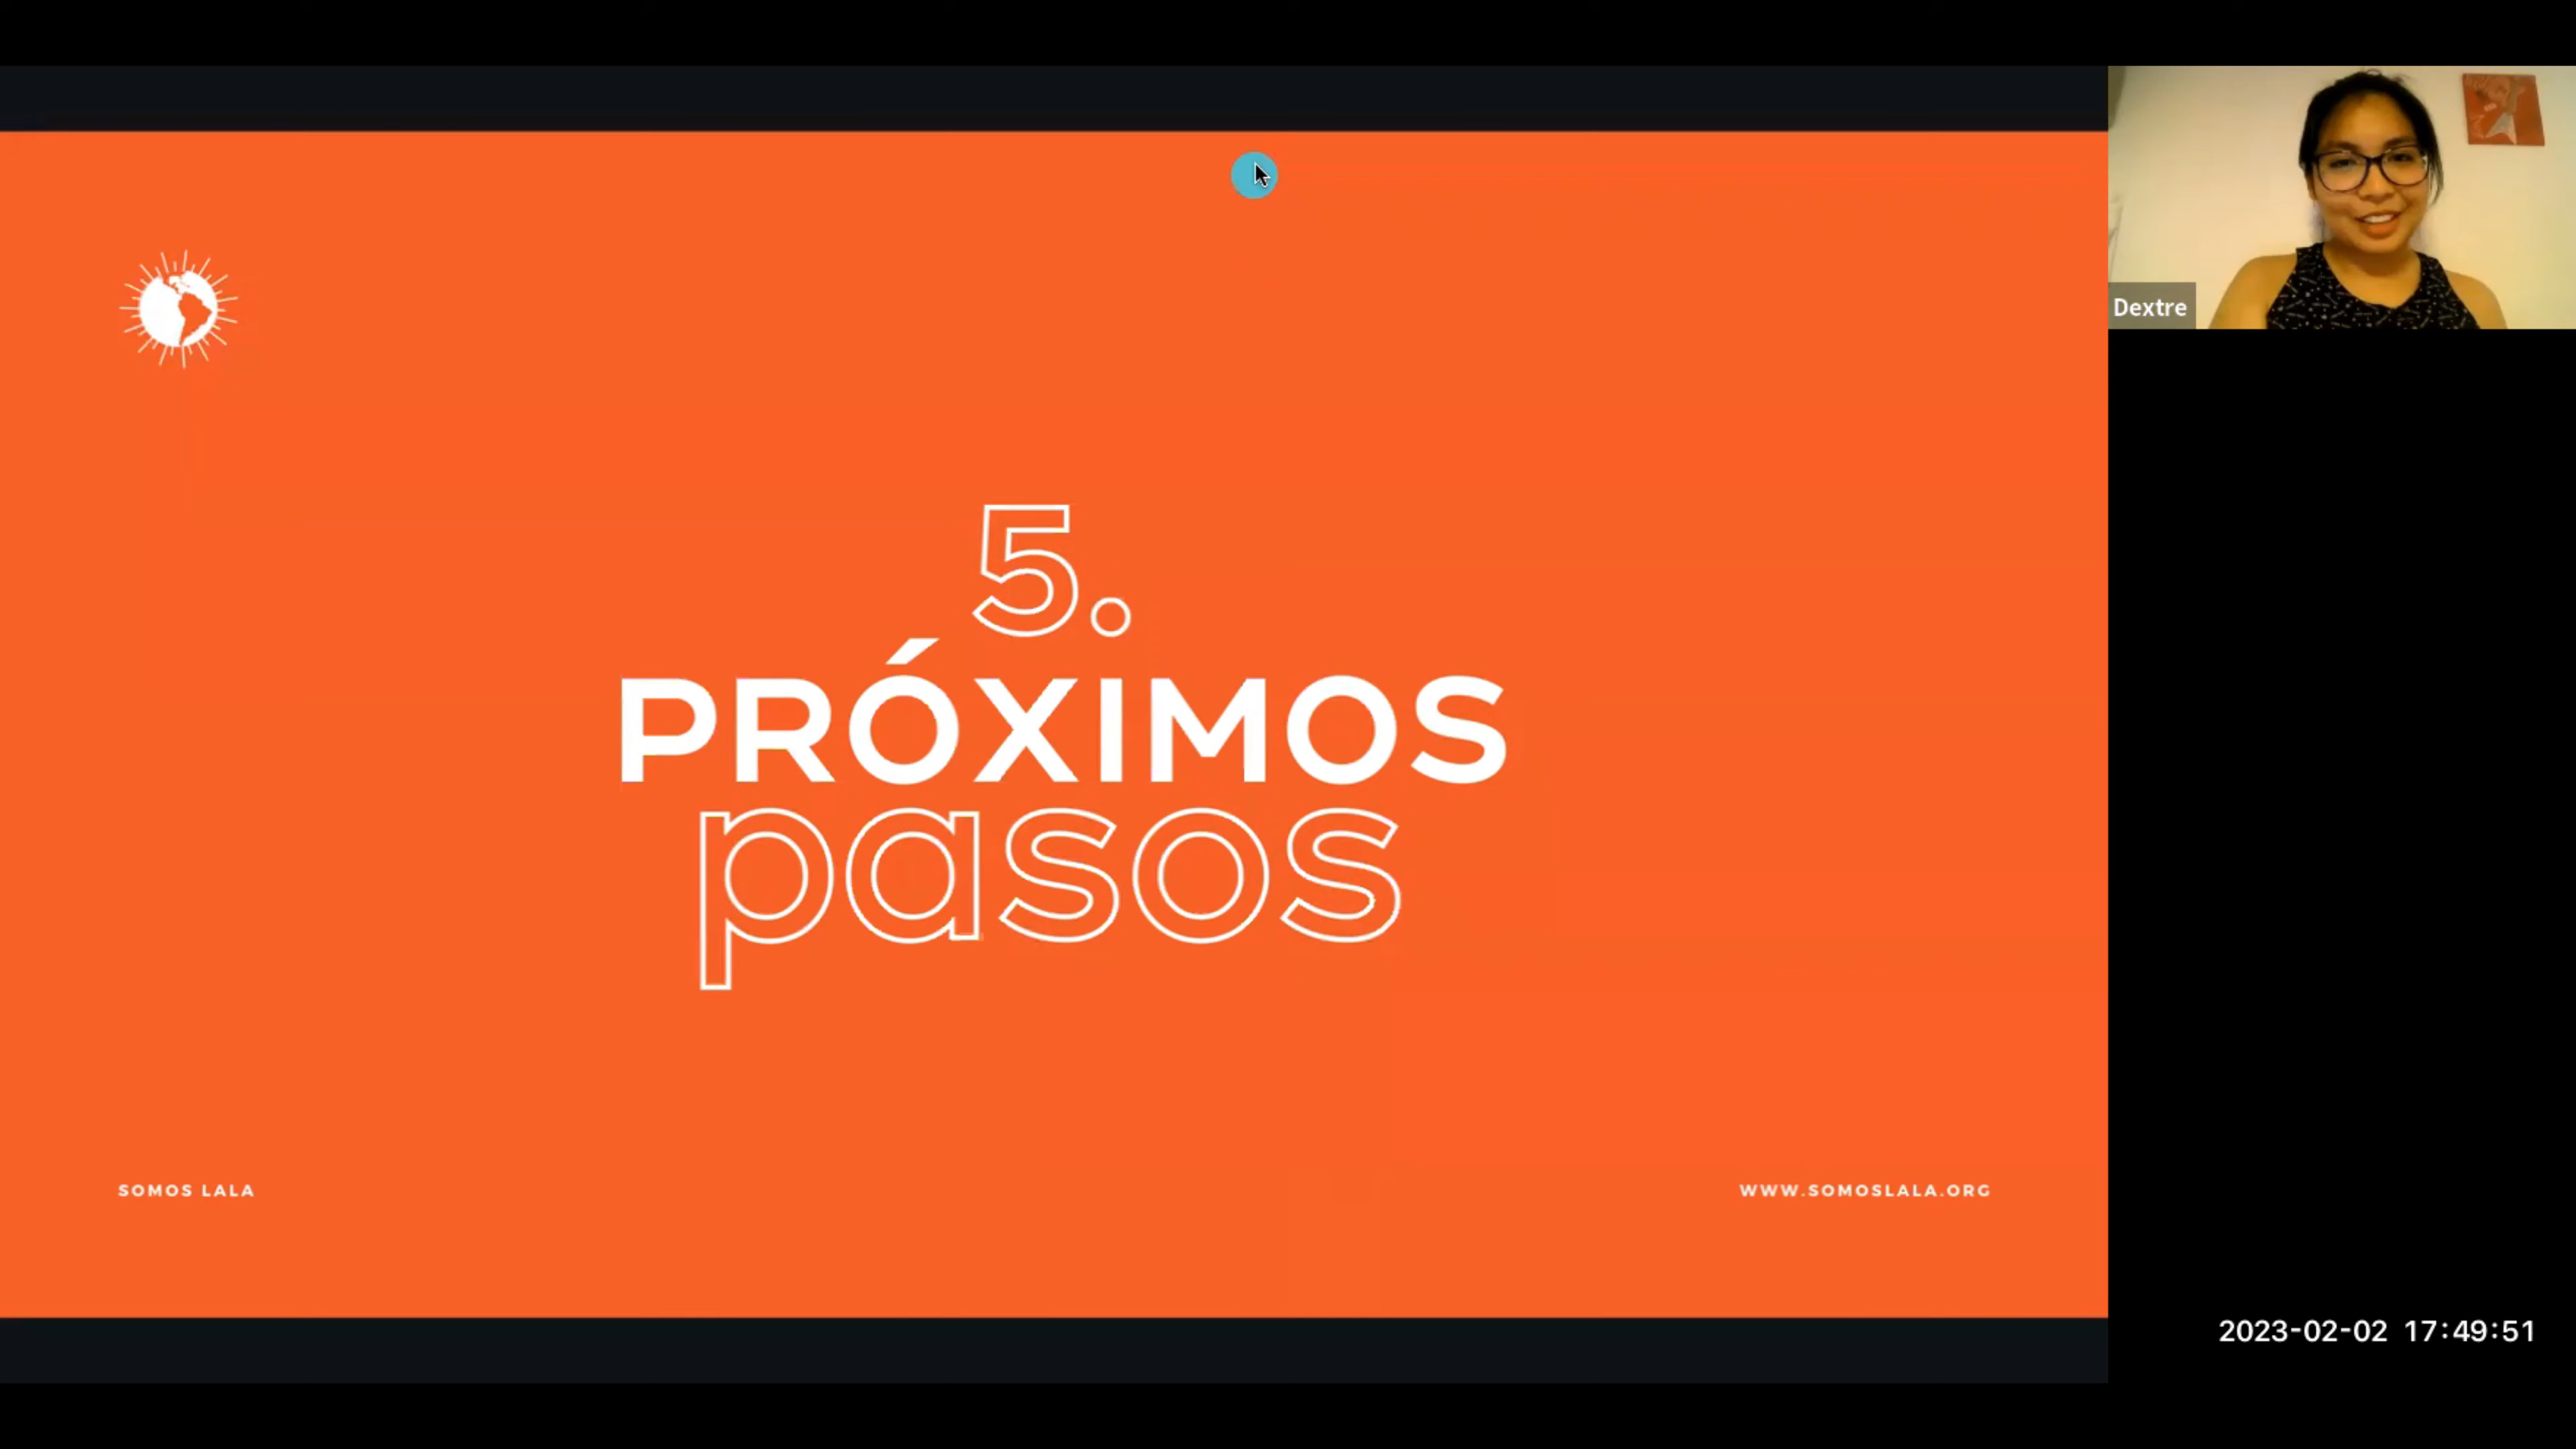 5.
PRÓXIMOS
pasos
SOMOS LALA
WWW.SOMOSLALA.ORG
Dextre
2023-02-02 17:49:51